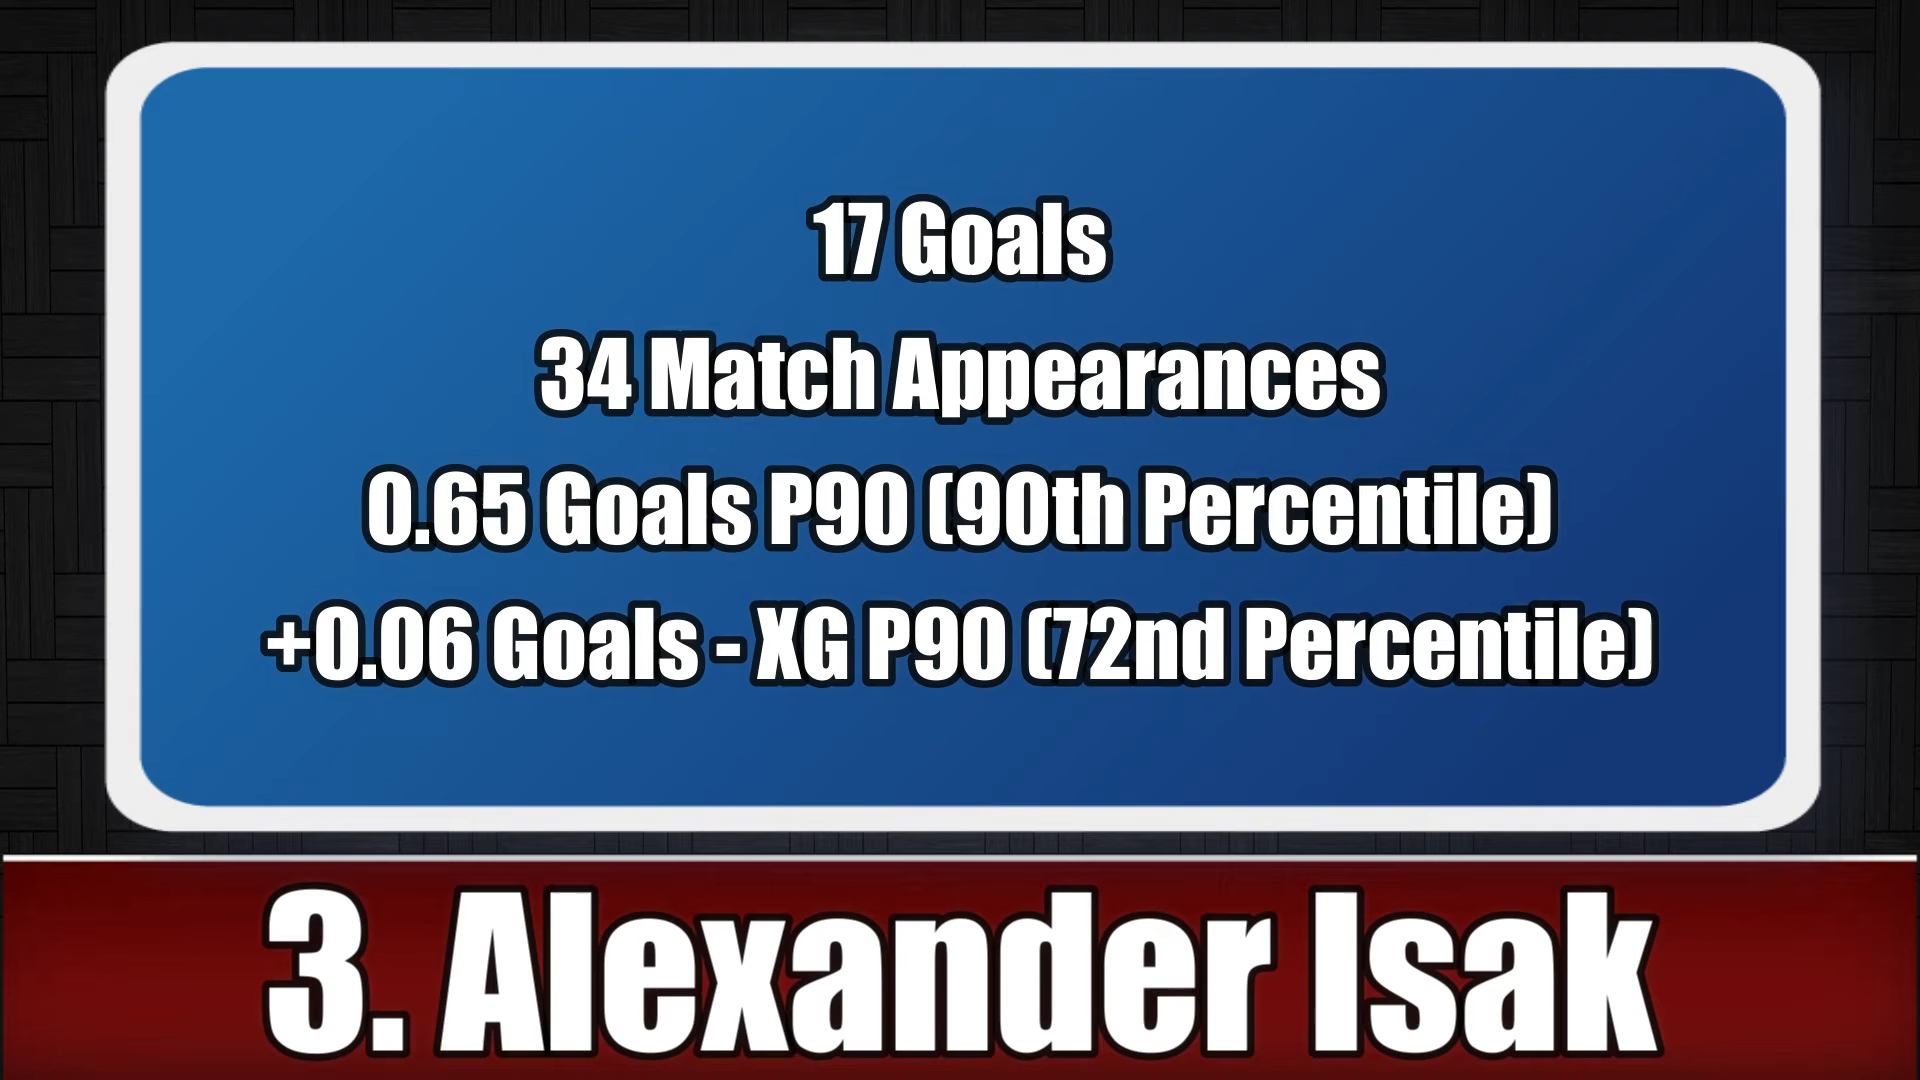 17 Goals
34 Match Appearances
0.65 Goals P90 (90th Percentile)
+0.06 Goals - XG P90 (72nd Percentile)
3. Alexander Isak